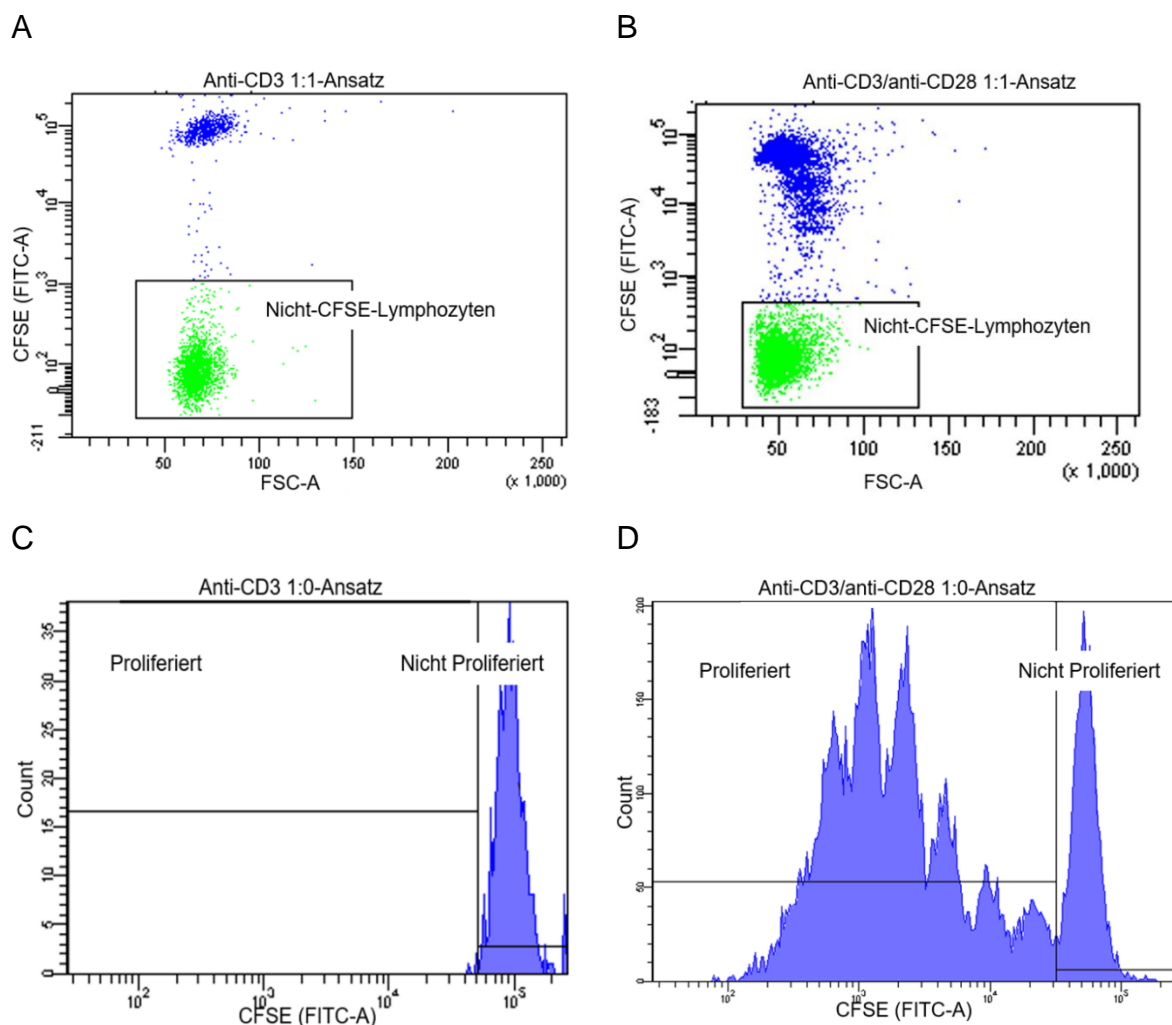 A
B
Anti-CD3 1:1-Ansatz
CFSE (FITC-A)
10^5
10^4
10^3
10^2
0
-211
Nicht-CFSE-Lymphozyten
50 100 150 200 250
(x 1,000)
FSC-A
Anti-CD3/anti-CD28 1:1-Ansatz
CFSE (FITC-A)
10^5
10^4
10^3
10^2
0
-183
Nicht-CFSE-Lymphozyten
50 100 150 200 250
(x 1,000)
FSC-A
C
D
Anti-CD3 1:0-Ansatz
Proliferiert Nicht Proliferiert
Count
35
30
25
20
15
10
5
0
10^2 10^3 10^4 10^5
CFSE (FITC-A)
Anti-CD3/anti-CD28 1:0-Ansatz
Proliferiert Nicht Proliferiert
Count
200
150
100
50
0
10^2 10^3 10^4 10^5
CFSE (FITC-A)